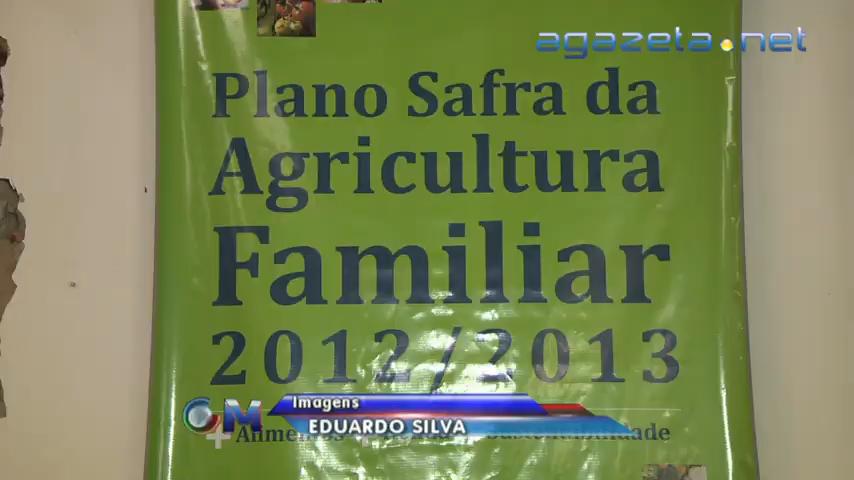 agazeta.net
Plano Safra da
Agricultura
Familiar
2012/2013
Imagens
M
EDUARDO SILVA